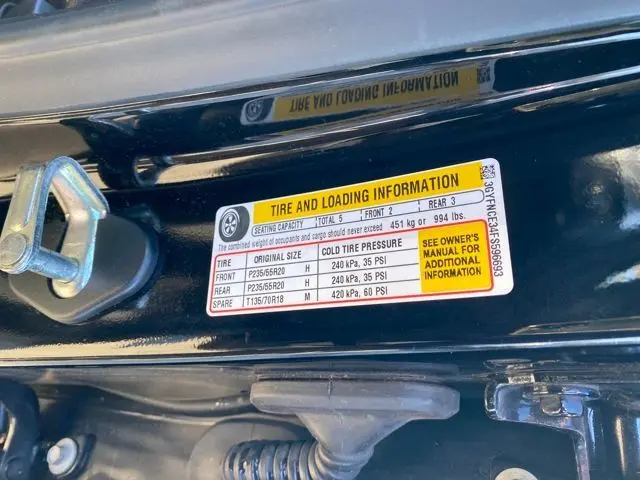 TIRE AND LOADING INFORMATION
TIRE AND LOADING INFORMATION
SEATING CAPACITY TOTAL 5 FRONT 2 REAR 3
The combined weight of occupants and cargo should never exceed 451 kg or 994 lbs.
TIRE ORIGINAL SIZE COLD TIRE PRESSURE
FRONT P235/55R20 H 240 kPa, 35 PSI
REAR P235/55R20 H 240 kPa, 35 PSI
SPARE T135/70R18 M 420 kPa, 60 PSI
SEE OWNER'S
MANUAL FOR
ADDITIONAL
INFORMATION
3GYFNCE34FS596693